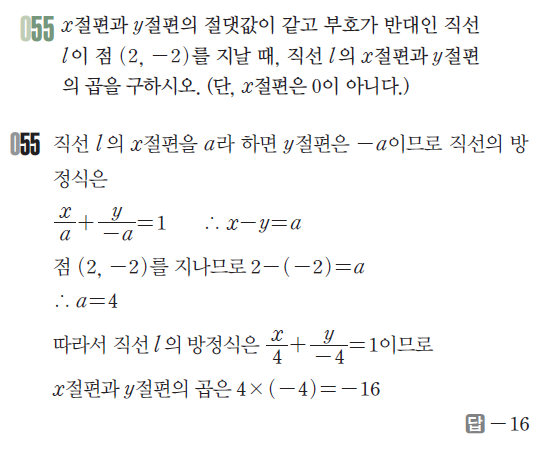 055 x절편과 y절편의 절댓값이 같고 부호가 반대인 직선
l이 점 (2, -2)를 지날 때, 직선 l의 x절편과 y절편
의 곱을 구하시오. (단, x절편은 0이 아니다.)
055 직선 l의 x절편을 a라 하면 y절편은 -a이므로 직선의 방
정식은
x/a + y/-a = 1 ∴ x-y=a
점 (2, -2)를 지나므로 2-(-2)=a
∴ a=4
따라서 직선 l의 방정식은 x/4 + y/-4 = 1이므로
x절편과 y절편의 곱은 4×(-4)=-16
답 -16